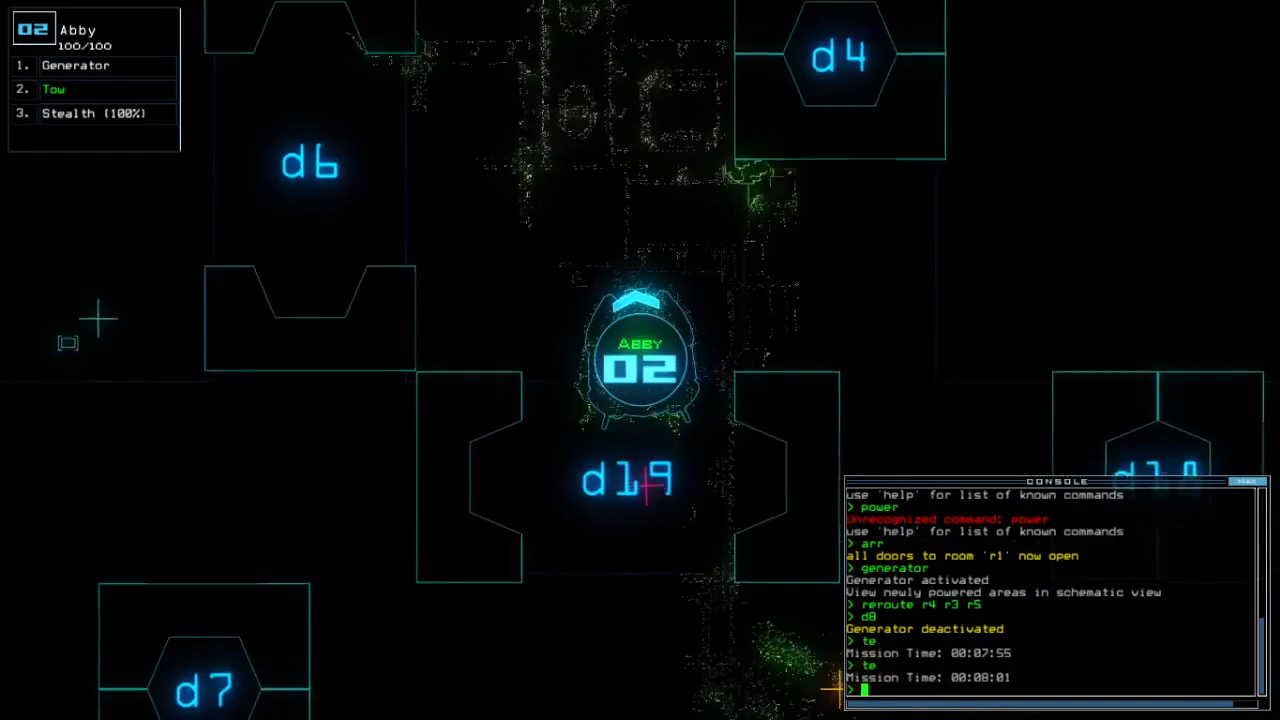 02 Abby
100/100
1. Generator
2. Tow
3. Stealth (100%)
d6
d4
ABBY
02
d19
d18
d7
CONSOLE
use 'help' for list of known commands
> power
Unrecognized command: power
use 'help' for list of known commands
> arr
all doors to room 'r1' now open
> generator
Generator activated
View newly powered areas in schematic view
> reroute r4 r3 r5
> d8
Generator deactivated
> te
Mission Time: 00:07:55
> te
Mission Time: 00:08:01
>